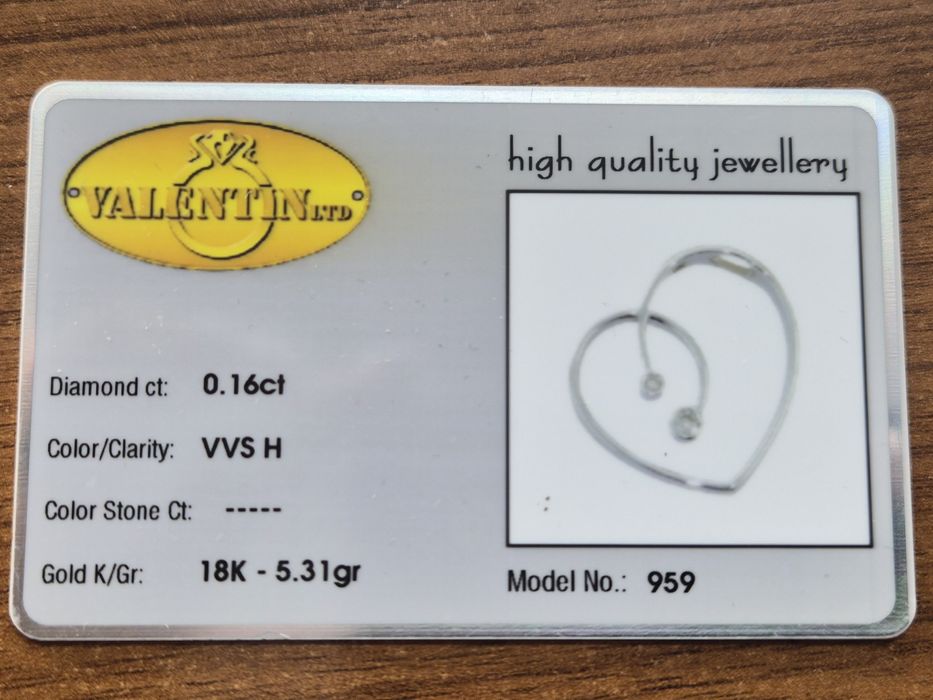 VALENTIN LTD
high quality jewellery
Diamond ct: 0.16ct
Color/Clarity: VVS H
Color Stone Ct: -----
Gold K/Gr: 18K - 5.31gr
Model No.: 959